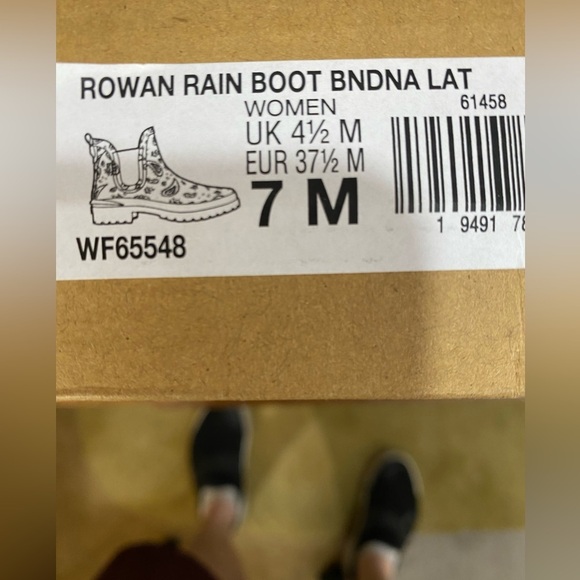 ROWAN RAIN BOOT BNDNA LAT
WOMEN
UK 4½ M
EUR 37½ M
7 M
WF65548
61458
1 9491 78